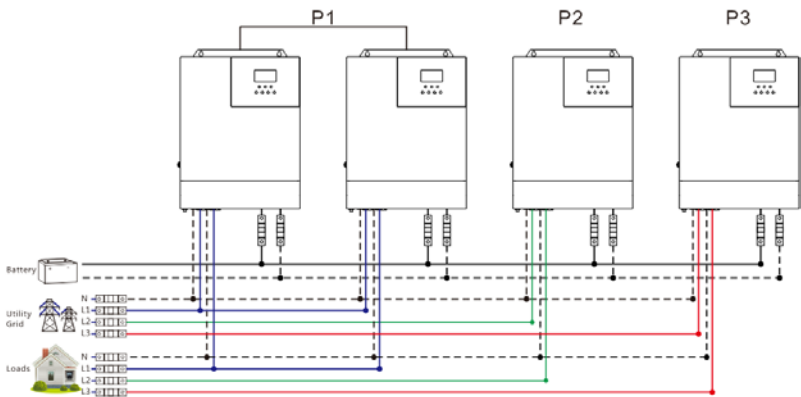 P1 P2 P3
Battery
N
Utility
Grid
L1
L2
L3
N
Loads
L1
L2
L3